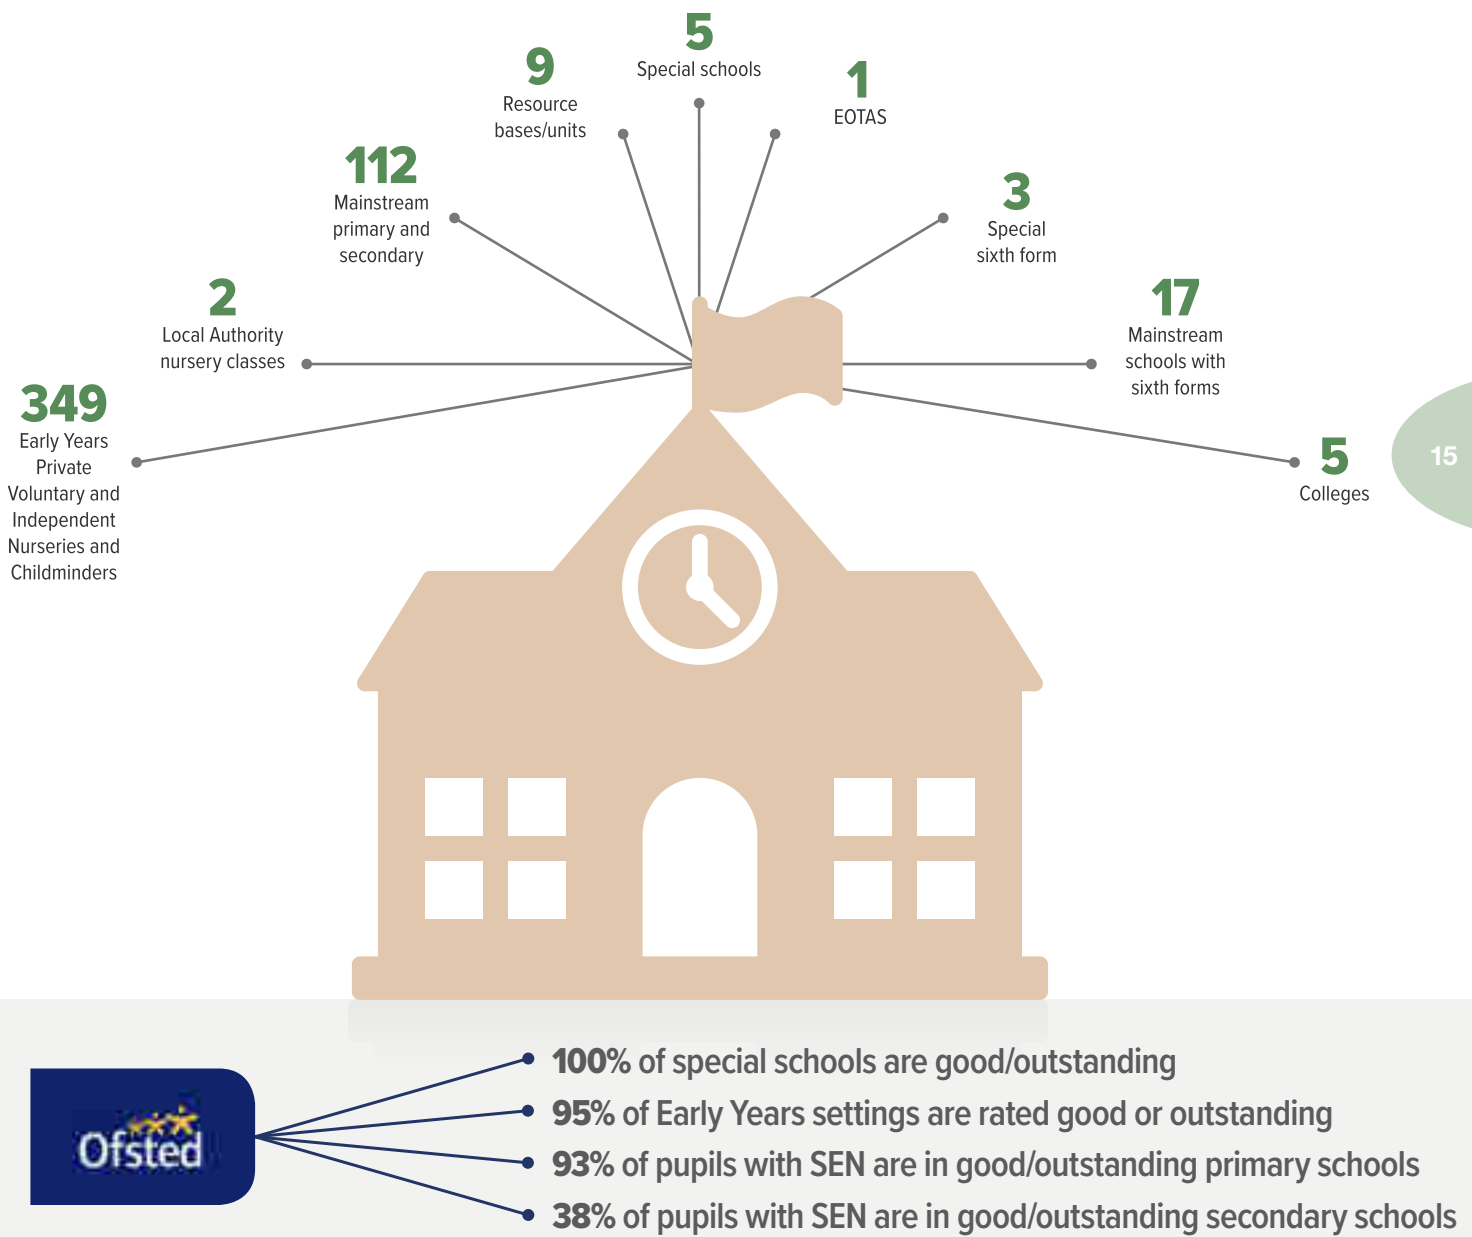 5
Special schools
9
Resource
bases/units
1
EOTAS
112
Mainstream
primary and
secondary
3
Special
sixth form
2
Local Authority
nursery classes
17
Mainstream
schools with
sixth forms
349
Early Years
Private
Voluntary and
Independent
Nurseries and
Childminders
5
Colleges
15
Ofsted
100% of special schools are good/outstanding
95% of Early Years settings are rated good or outstanding
93% of pupils with SEN are in good/outstanding primary schools
38% of pupils with SEN are in good/outstanding secondary schools